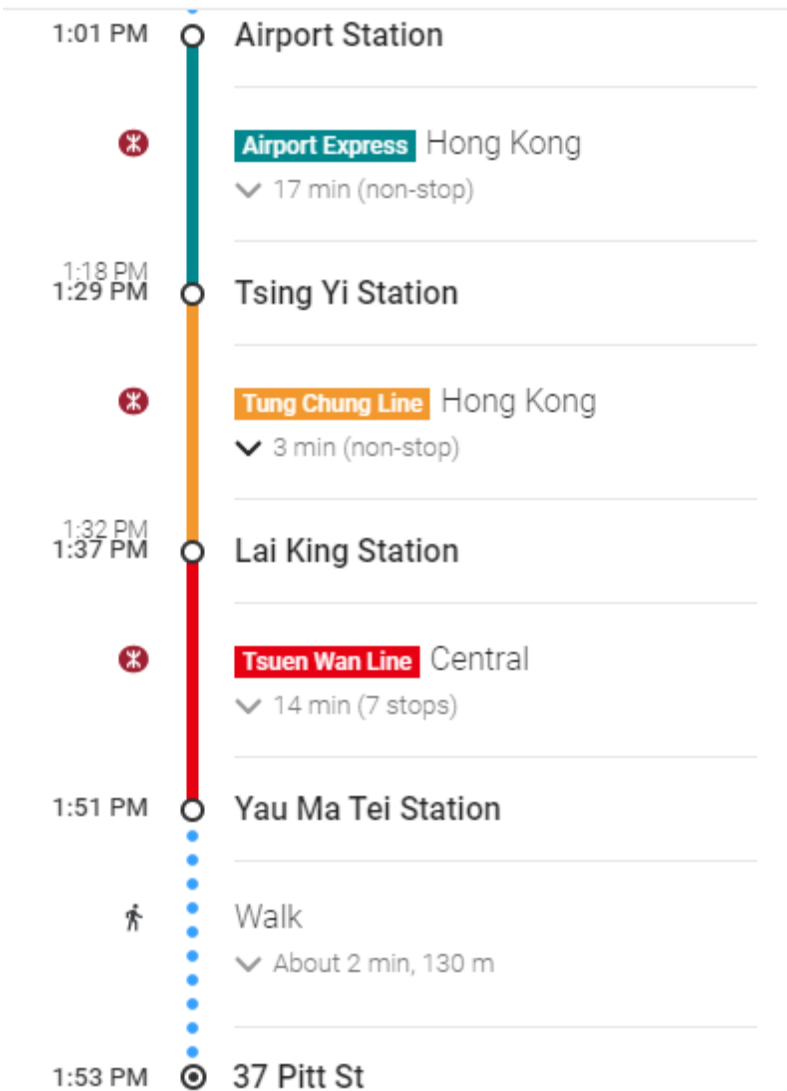 1:01 PM Airport Station
Airport Express Hong Kong
17 min (non-stop)
1:18 PM
1:29 PM Tsing Yi Station
Tung Chung Line Hong Kong
3 min (non-stop)
1:32 PM
1:37 PM Lai King Station
Tsuen Wan Line Central
14 min (7 stops)
1:51 PM Yau Ma Tei Station
Walk
About 2 min, 130 m
1:53 PM 37 Pitt St